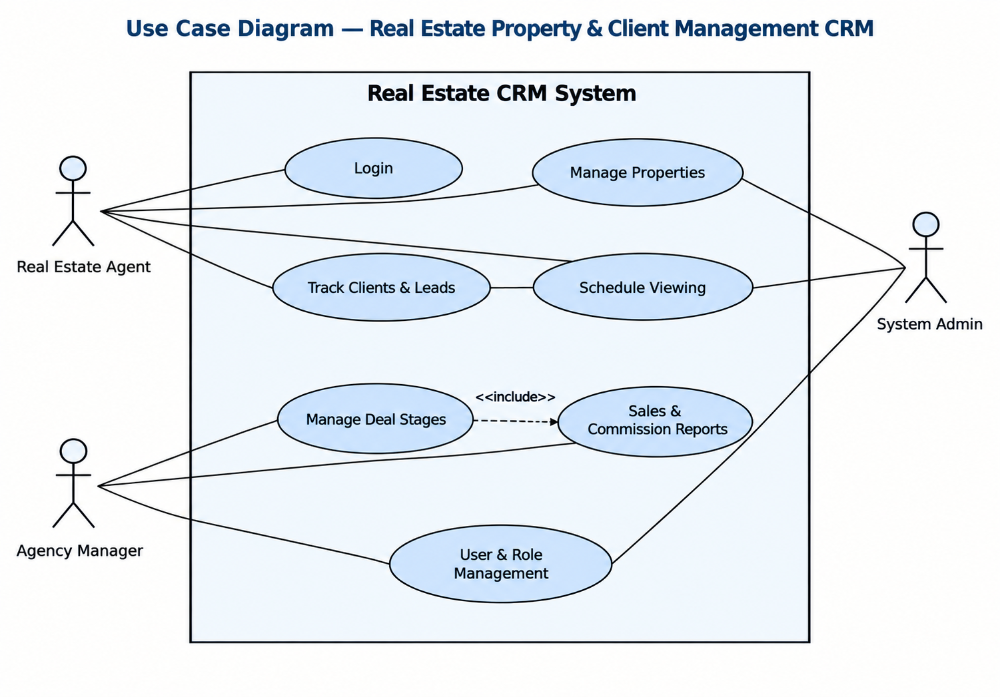 Use Case Diagram — Real Estate Property & Client Management CRM
Real Estate CRM System
Login
Manage Properties
Real Estate Agent
Track Clients & Leads
Schedule Viewing
System Admin
<<include>>
Manage Deal Stages
Sales &
Commission Reports
Agency Manager
User & Role
Management